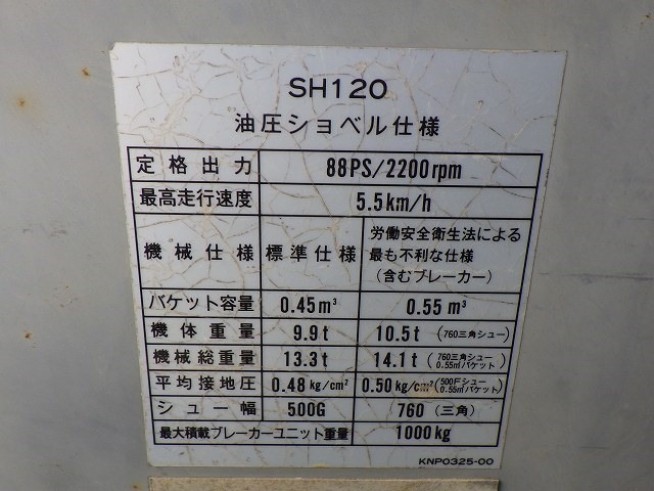 SH120
油圧ショベル仕様
定格出力 88PS/2200rpm
最高走行速度 5.5km/h
機械仕様 標準仕様 労働安全衛生法による
最も不利な仕様
(含むブレーカー)
バケット容量 0.45m³ 0.55m³
機体重量 9.9t 10.5t (760三角シュー)
機械総重量 13.3t 14.1t (760三角シュー
0.55㎥バケット)
平均接地圧 0.48kg/cm² 0.50kg/cm² (500Fシュー
0.55㎥バケット)
シュー幅 500G 760 (三角)
最大積載ブレーカーユニット重量 1000kg
KNP0325-00